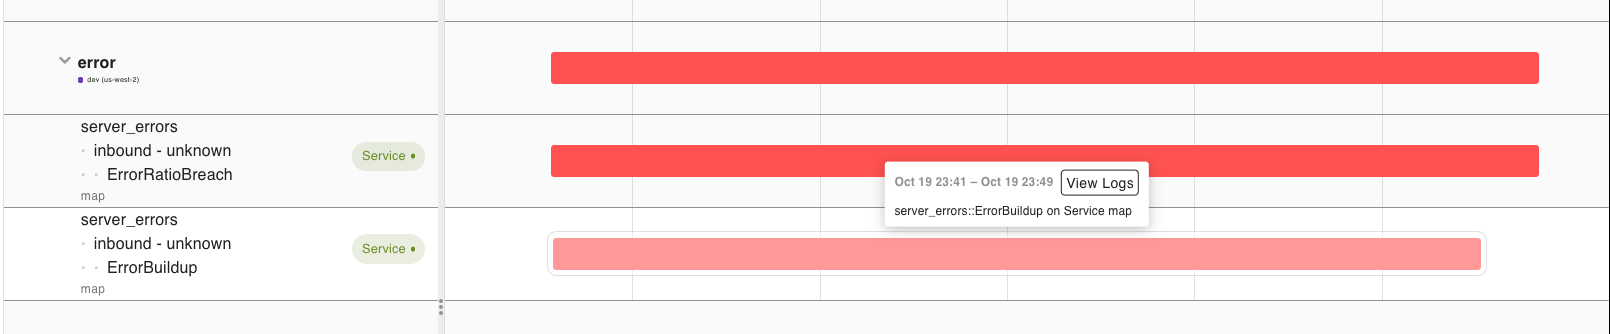 error
dev (us-west-2)
server_errors
inbound - unknown
ErrorRatioBreach
Service
map
Oct 19 23:41 – Oct 19 23:49 View Logs
server_errors::ErrorBuildup on Service map
server_errors
inbound - unknown
ErrorBuildup
Service
map